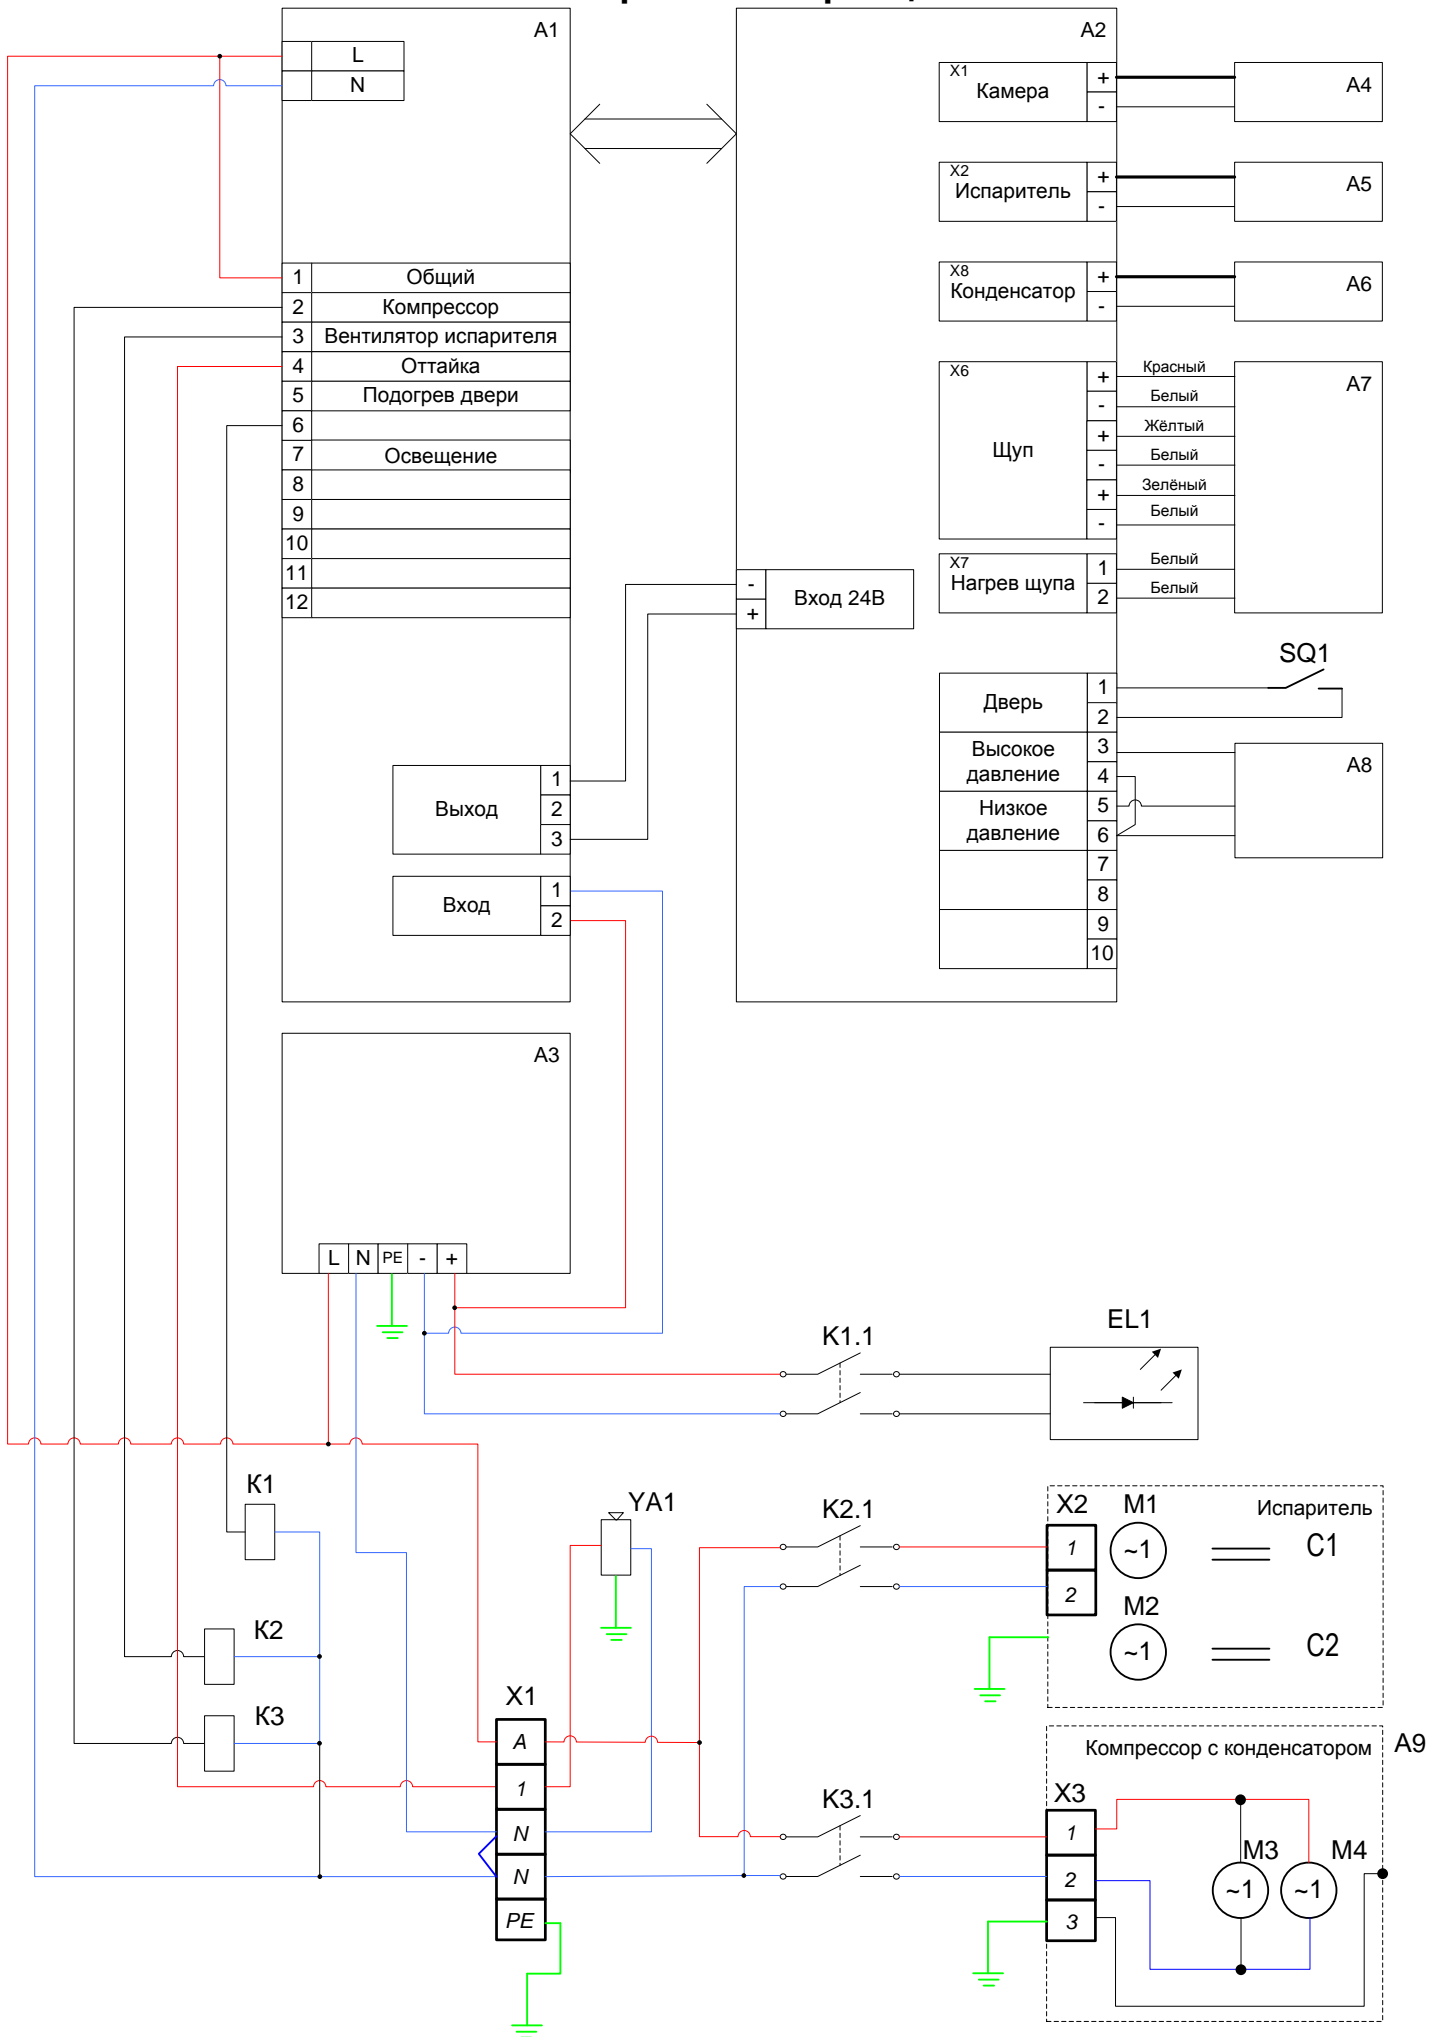 A1
L
N
1 Общий
2 Компрессор
3 Вентилятор испарителя
4 Оттайка
5 Подогрев двери
6
7 Освещение
8
9
10
11
12
Выход
1
2
3
Вход
1
2
A2
X1
Камера
+
-
A4
X2
Испаритель
+
-
A5
X8
Конденсатор
+
-
A6
X6
Щуп
+
-
+
-
+
-
Красный
Белый
Жёлтый
Белый
Зелёный
Белый
A7
X7
Нагрев щупа
1
2
Белый
Белый
-
+
Вход 24В
SQ1
Дверь
1
2
Высокое
давление
3
4
Низкое
давление
5
6
7
8
9
10
A8
A3
L N PE - +
K1.1
EL1
K1
YA1
K2.1
X2
1
2
M1
~1
Испаритель
C1
M2
~1
C2
K2
K3
X1
A
1
N
N
PE
K3.1
Компрессор с конденсатором
A9
X3
1
2
3
M3
~1
M4
~1